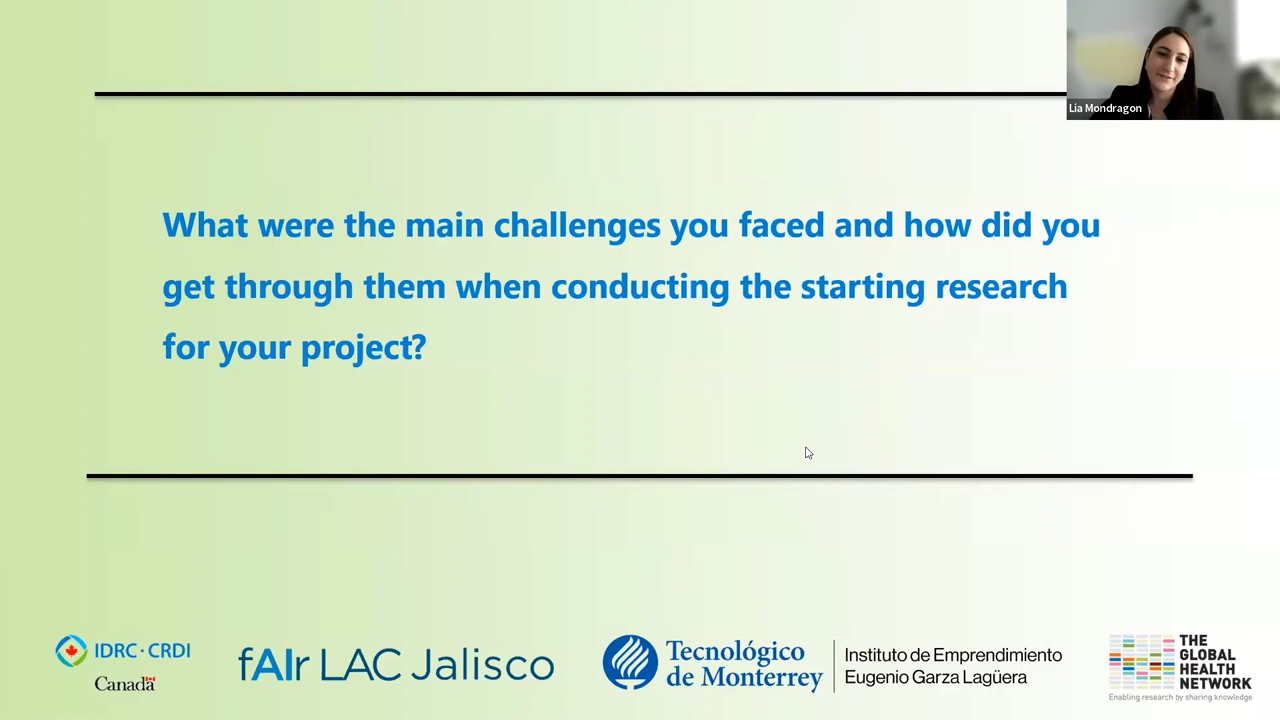 Lia Mondragon
What were the main challenges you faced and how did you
get through them when conducting the starting research
for your project?
IDRC · CRDI
Canada
fAIr LAC Jalisco
Tecnológico
de Monterrey
Instituto de Emprendimiento
Eugenio Garza Lagüera
THE
GLOBAL
HEALTH
NETWORK
Enabling research by sharing knowledge